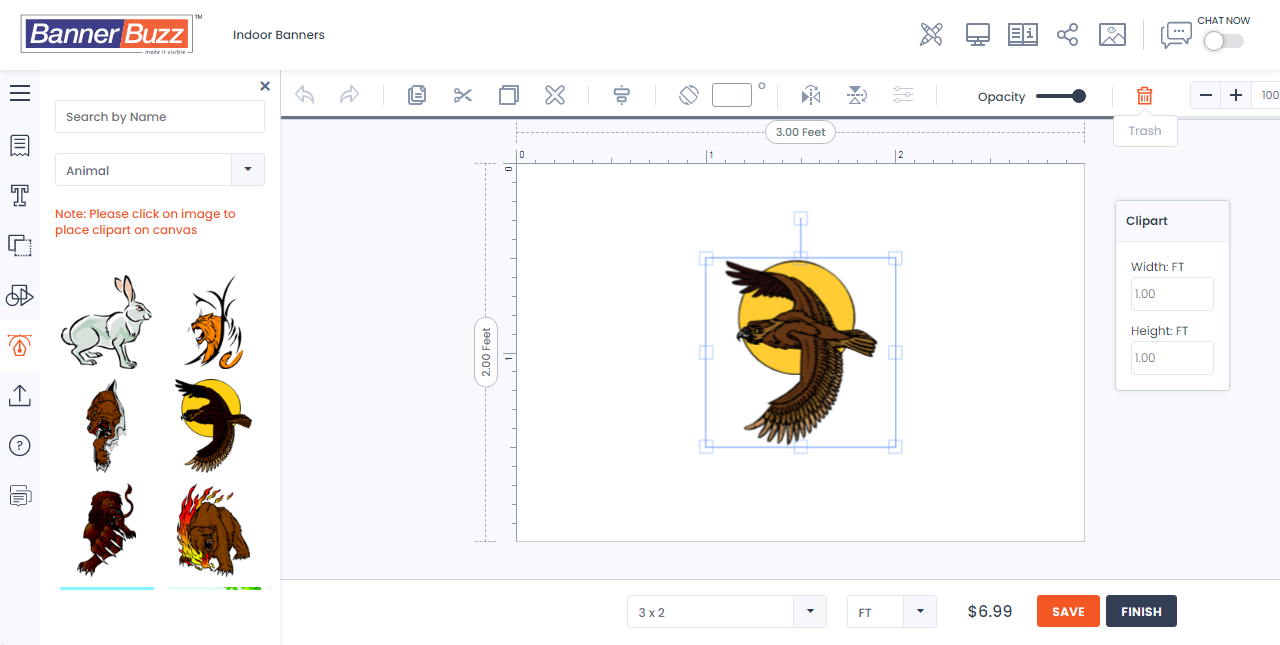 BannerBuzz™
make it visible
Indoor Banners
CHAT NOW
Search by Name
Animal
Note: Please click on image to
place clipart on canvas
Opacity
100
Trash
3.00 Feet
0
1
2
0
1
2.00 Feet
Clipart
Width: FT
1.00
Height: FT
1.00
3 x 2
FT
$6.99
SAVE
FINISH